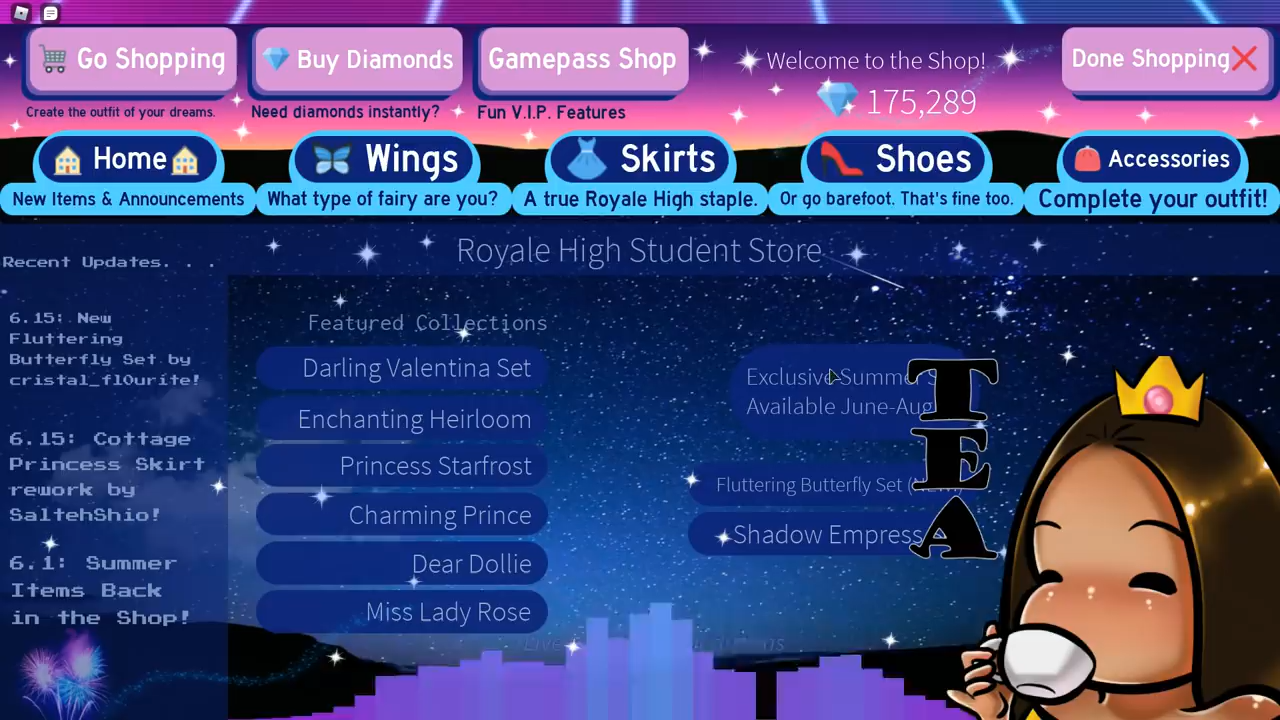 Go Shopping
Buy Diamonds
Gamepass Shop
Welcome to the Shop!
Done Shopping
Create the outfit of your dreams.
Need diamonds instantly?
Fun V.I.P. Features
175,289
Home
Wings
Skirts
Shoes
Accessories
New Items & Announcements
What type of fairy are you?
A true Royale High staple.
Or go barefoot. That's fine too.
Complete your outfit!
Royale High Student Store
Recent Updates. . .
6.15: New
Fluttering
Butterfly Set by
cristal_fl0urite!
6.15: Cottage
Princess Skirt
rework by
SaltehShio!
6.1: Summer
Items Back
in the Shop!
Featured Collections
Darling Valentina Set
Enchanting Heirloom
Princess Starfrost
Charming Prince
Dear Dollie
Miss Lady Rose
Exclusive Summer
Available June-Aug
Fluttering Butterfly Set
Shadow Empress
TEA